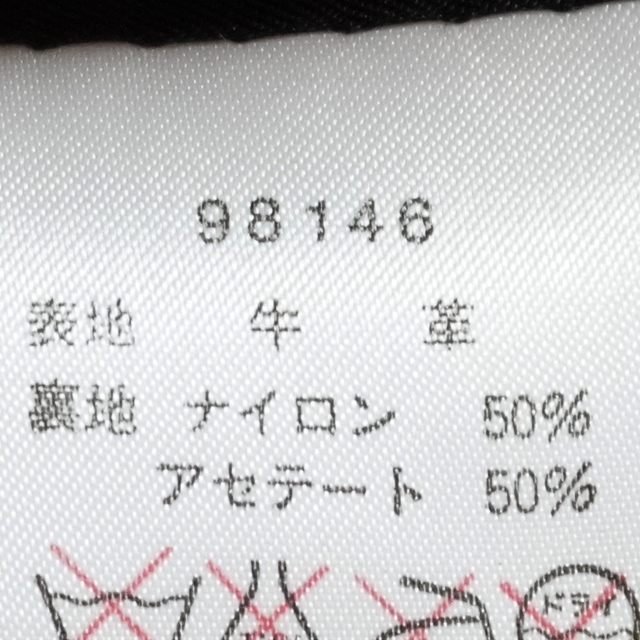 98146
表地 牛 革
裏地 ナイロン 50%
アセテート 50%
ドライ